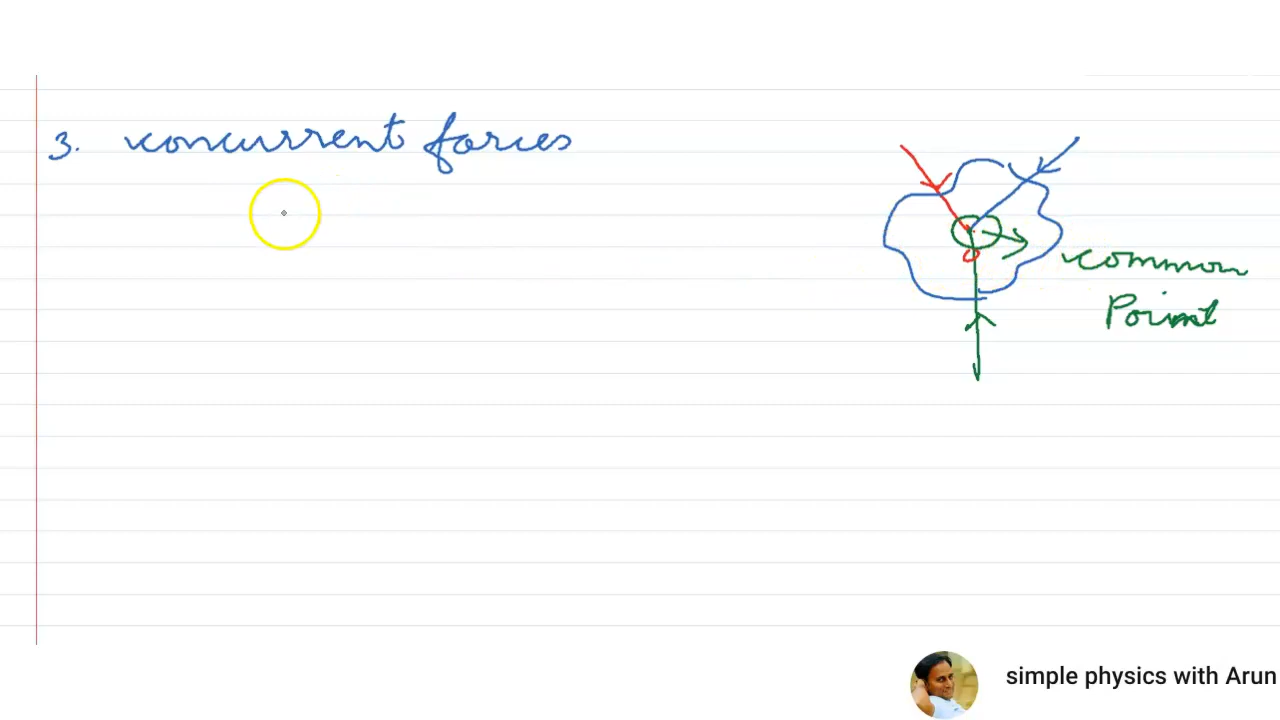 3. concurrent forces
O
common
Point
simple physics with Arun